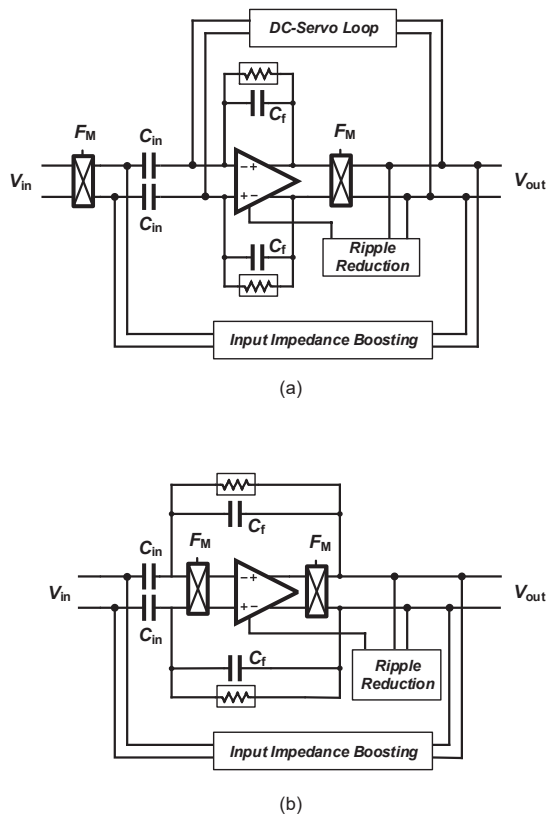 DC-Servo Loop
C_f
F_M
C_in
F_M
V_in
V_out
C_in
C_f
Ripple
Reduction
Input Impedance Boosting
(a)
C_f
C_in
F_M
F_M
V_in
V_out
C_in
C_f
Ripple
Reduction
Input Impedance Boosting
(b)